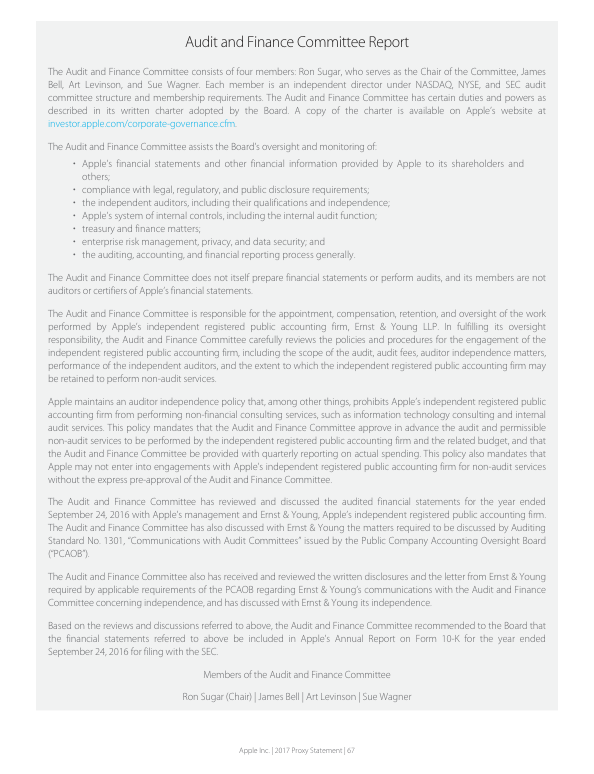 Audit and Finance Committee Report
The Audit and Finance Committee consists of four members: Ron Sugar, who serves as the Chair of the Committee, James
Bell, Art Levinson, and Sue Wagner. Each member is an independent director under NASDAQ, NYSE, and SEC audit
committee structure and membership requirements. The Audit and Finance Committee has certain duties and powers as
described in its written charter adopted by the Board. A copy of the charter is available on Apple's website at
investor.apple.com/corporate-governance.cfm.
The Audit and Finance Committee assists the Board's oversight and monitoring of:
• Apple's financial statements and other financial information provided by Apple to its shareholders and
others;
• compliance with legal, regulatory, and public disclosure requirements;
• the independent auditors, including their qualifications and independence;
• Apple's system of internal controls, including the internal audit function;
• treasury and finance matters;
• enterprise risk management, privacy, and data security; and
• the auditing, accounting, and financial reporting process generally.
The Audit and Finance Committee does not itself prepare financial statements or perform audits, and its members are not
auditors or certifiers of Apple's financial statements.
The Audit and Finance Committee is responsible for the appointment, compensation, retention, and oversight of the work
performed by Apple's independent registered public accounting firm, Ernst & Young LLP. In fulfilling its oversight
responsibility, the Audit and Finance Committee carefully reviews the policies and procedures for the engagement of the
independent registered public accounting firm, including the scope of the audit, audit fees, auditor independence matters,
performance of the independent auditors, and the extent to which the independent registered public accounting firm may
be retained to perform non-audit services.
Apple maintains an auditor independence policy that, among other things, prohibits Apple's independent registered public
accounting firm from performing non-financial consulting services, such as information technology consulting and internal
audit services. This policy mandates that the Audit and Finance Committee approve in advance the audit and permissible
non-audit services to be performed by the independent registered public accounting firm and the related budget, and that
the Audit and Finance Committee be provided with quarterly reporting on actual spending. This policy also mandates that
Apple may not enter into engagements with Apple's independent registered public accounting firm for non-audit services
without the express pre-approval of the Audit and Finance Committee.
The Audit and Finance Committee has reviewed and discussed the audited financial statements for the year ended
September 24, 2016 with Apple's management and Ernst & Young, Apple's independent registered public accounting firm.
The Audit and Finance Committee has also discussed with Ernst & Young the matters required to be discussed by Auditing
Standard No. 1301, "Communications with Audit Committees" issued by the Public Company Accounting Oversight Board
("PCAOB").
The Audit and Finance Committee also has received and reviewed the written disclosures and the letter from Ernst & Young
required by applicable requirements of the PCAOB regarding Ernst & Young's communications with the Audit and Finance
Committee concerning independence, and has discussed with Ernst & Young its independence.
Based on the reviews and discussions referred to above, the Audit and Finance Committee recommended to the Board that
the financial statements referred to above be included in Apple's Annual Report on Form 10-K for the year ended
September 24, 2016 for filing with the SEC.
Members of the Audit and Finance Committee
Ron Sugar (Chair) | James Bell | Art Levinson | Sue Wagner
Apple Inc. | 2017 Proxy Statement | 67